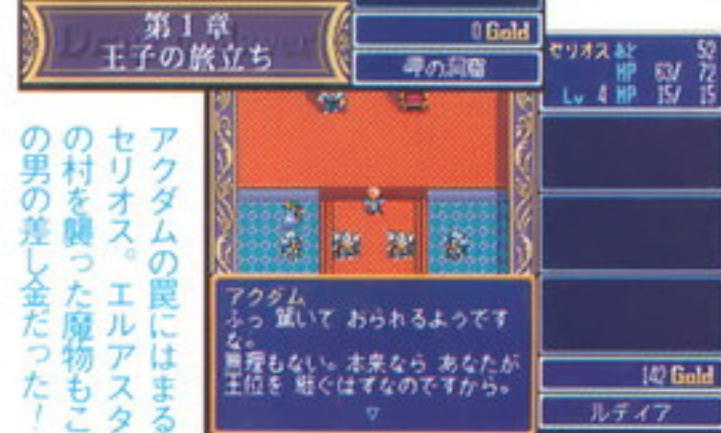 第1章
王子の旅立ち
0 Gold
岬の洞窟
セリオス あと 52
HP 63/ 72
Lv 4 MP 15/ 15
アクダムの罠にはまる
セリオス。エルアスタ
の村を襲った魔物もこ
の男の差し金だった!
アクダム
ふっ 驚いて おられるようです
な。
無理もない。本来なら あなたが
王位を 継ぐはずなのですから。
▽
142 Gold
ルディア